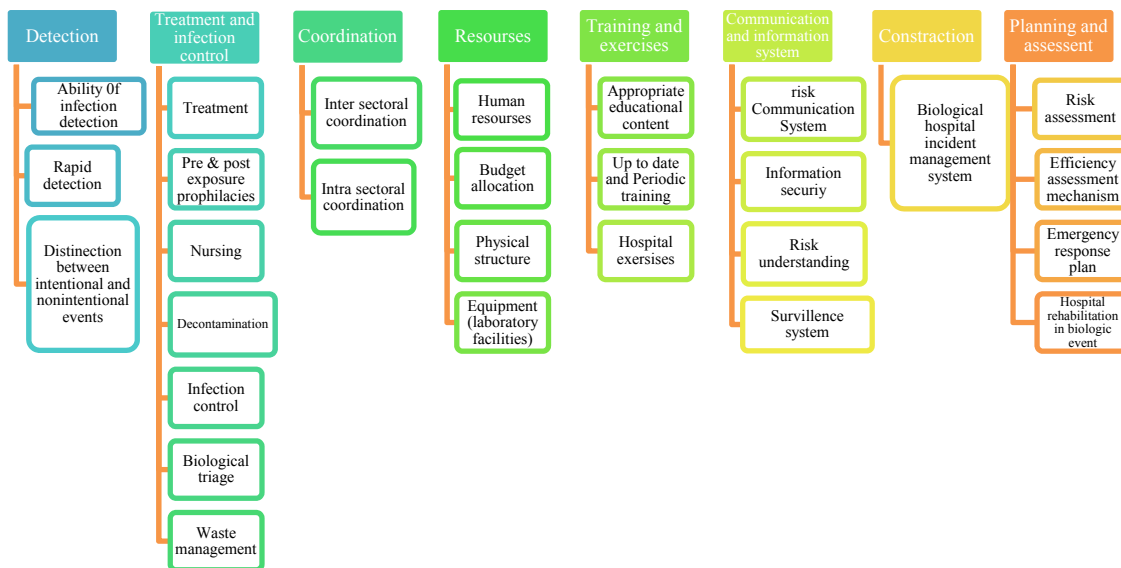 Detection
Ability 0f
infection
detection
Rapid
detection
Distinection
between
intentional and
nonintentional
events
Treatment and
infection
control
Treatment
Pre & post
exposure
prophilacies
Nursing
Decontamination
Infection
control
Biological
triage
Waste
management
Coordination
Inter sectoral
coordination
Intra sectoral
coordination
Resourses
Human
resourses
Budget
allocation
Physical
structure
Equipment
(laboratory
facilities)
Training and
exercises
Appropriate
educational
content
Up to date
and Periodic
training
Hospital
exersises
Communication
and information
system
risk
Communication
System
Information
securiy
Risk
understanding
Survillence
system
Constraction
Biological
hospital
incident
management
system
Planning and
assessent
Risk
assessment
Efficiency
assessment
mechanism
Emergency
response
plan
Hospital
rehabilitation
in biologic
event